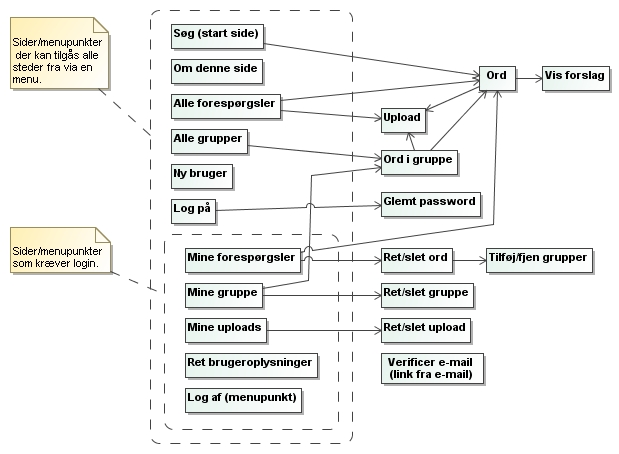 Sider/menupunkter
der kan tilgås alle
steder fra via en
menu.
Søg (start side)
Om denne side
Alle forespørgsler
Alle grupper
Ny bruger
Log på
Ord
Vis forslag
Upload
Ord i gruppe
Glemt password
Sider/menupunkter
som kræver login.
Mine forespørgsler
Mine gruppe
Mine uploads
Ret brugeroplysninger
Log af (menupunkt)
Ret/slet ord
Tilføj/fjen grupper
Ret/slet gruppe
Ret/slet upload
Verificer e-mail
(link fra e-mail)